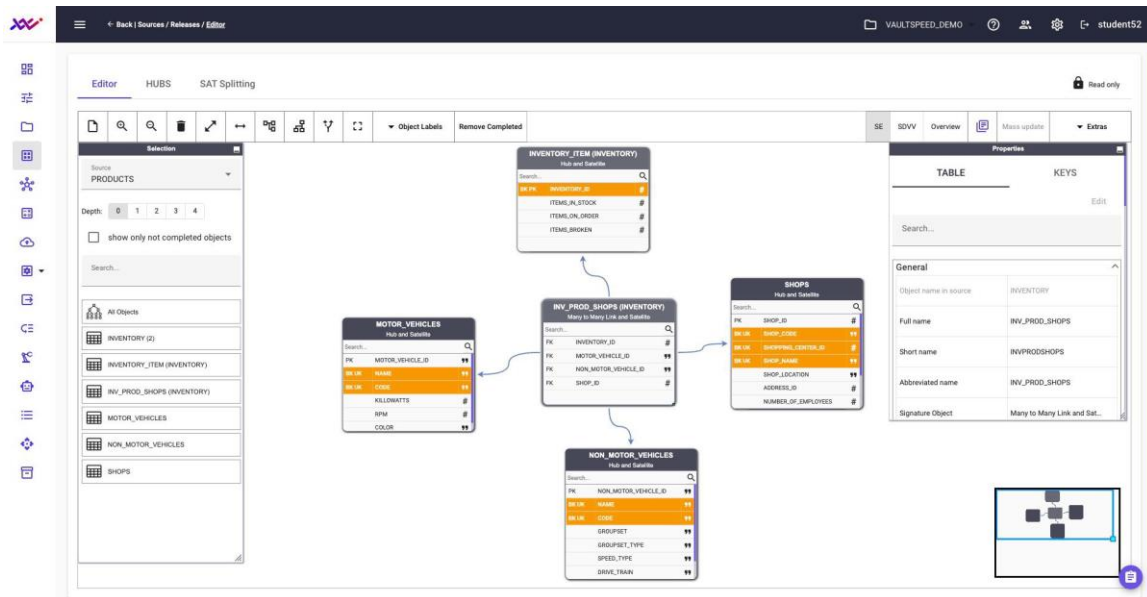 ← Back | Sources / Releases / Editor
VAULTSPEED_DEMO
student52
Editor
HUBS
SAT Splitting
Read only
Object Labels
Remove Completed
SE
SDVV
Overview
Mass update
Extras
Selection
Source
PRODUCTS
Depth: 0 1 2 3 4
show only not completed objects
Search...
All Objects
INVENTORY (2)
INVENTORY_ITEM (INVENTORY)
INV_PROD_SHOPS (INVENTORY)
MOTOR_VEHICLES
NON_MOTOR_VEHICLES
SHOPS
INVENTORY_ITEM (INVENTORY)
Hub and Satellite
Search...
BK PK INVENTORY_ID #
ITEMS_IN_STOCK #
ITEMS_ON_ORDER #
ITEMS_BROKEN #
MOTOR_VEHICLES
Hub and Satellite
Search...
PK MOTOR_VEHICLE_ID
BK UK NAME
BK UK CODE
KILLOWATTS #
RPM #
COLOR
INV_PROD_SHOPS (INVENTORY)
Many to Many Link and Satellite
Search...
FK INVENTORY_ID #
FK MOTOR_VEHICLE_ID
FK NON_MOTOR_VEHICLE_ID
FK SHOP_ID #
SHOPS
Hub and Satellite
Search...
PK SHOP_ID #
BK UK SHOP_CODE
BK UK SHOPPING_CENTER_ID #
BK UK SHOP_NAME
SHOP_LOCATION
ADDRESS_ID #
NUMBER_OF_EMPLOYEES #
NON_MOTOR_VEHICLES
Hub and Satellite
Search...
PK NON_MOTOR_VEHICLE_ID
BK UK NAME
BK UK CODE
GROUPSET
GROUPSET_TYPE
SPEED_TYPE
DRIVE_TRAIN
Properties
TABLE
KEYS
Edit
Search...
General
Object name in source INVENTORY
Full name INV_PROD_SHOPS
Short name INVPRODSHOPS
Abbreviated name INV_PROD_SHOPS
Signature Object Many to Many Link and Sat...